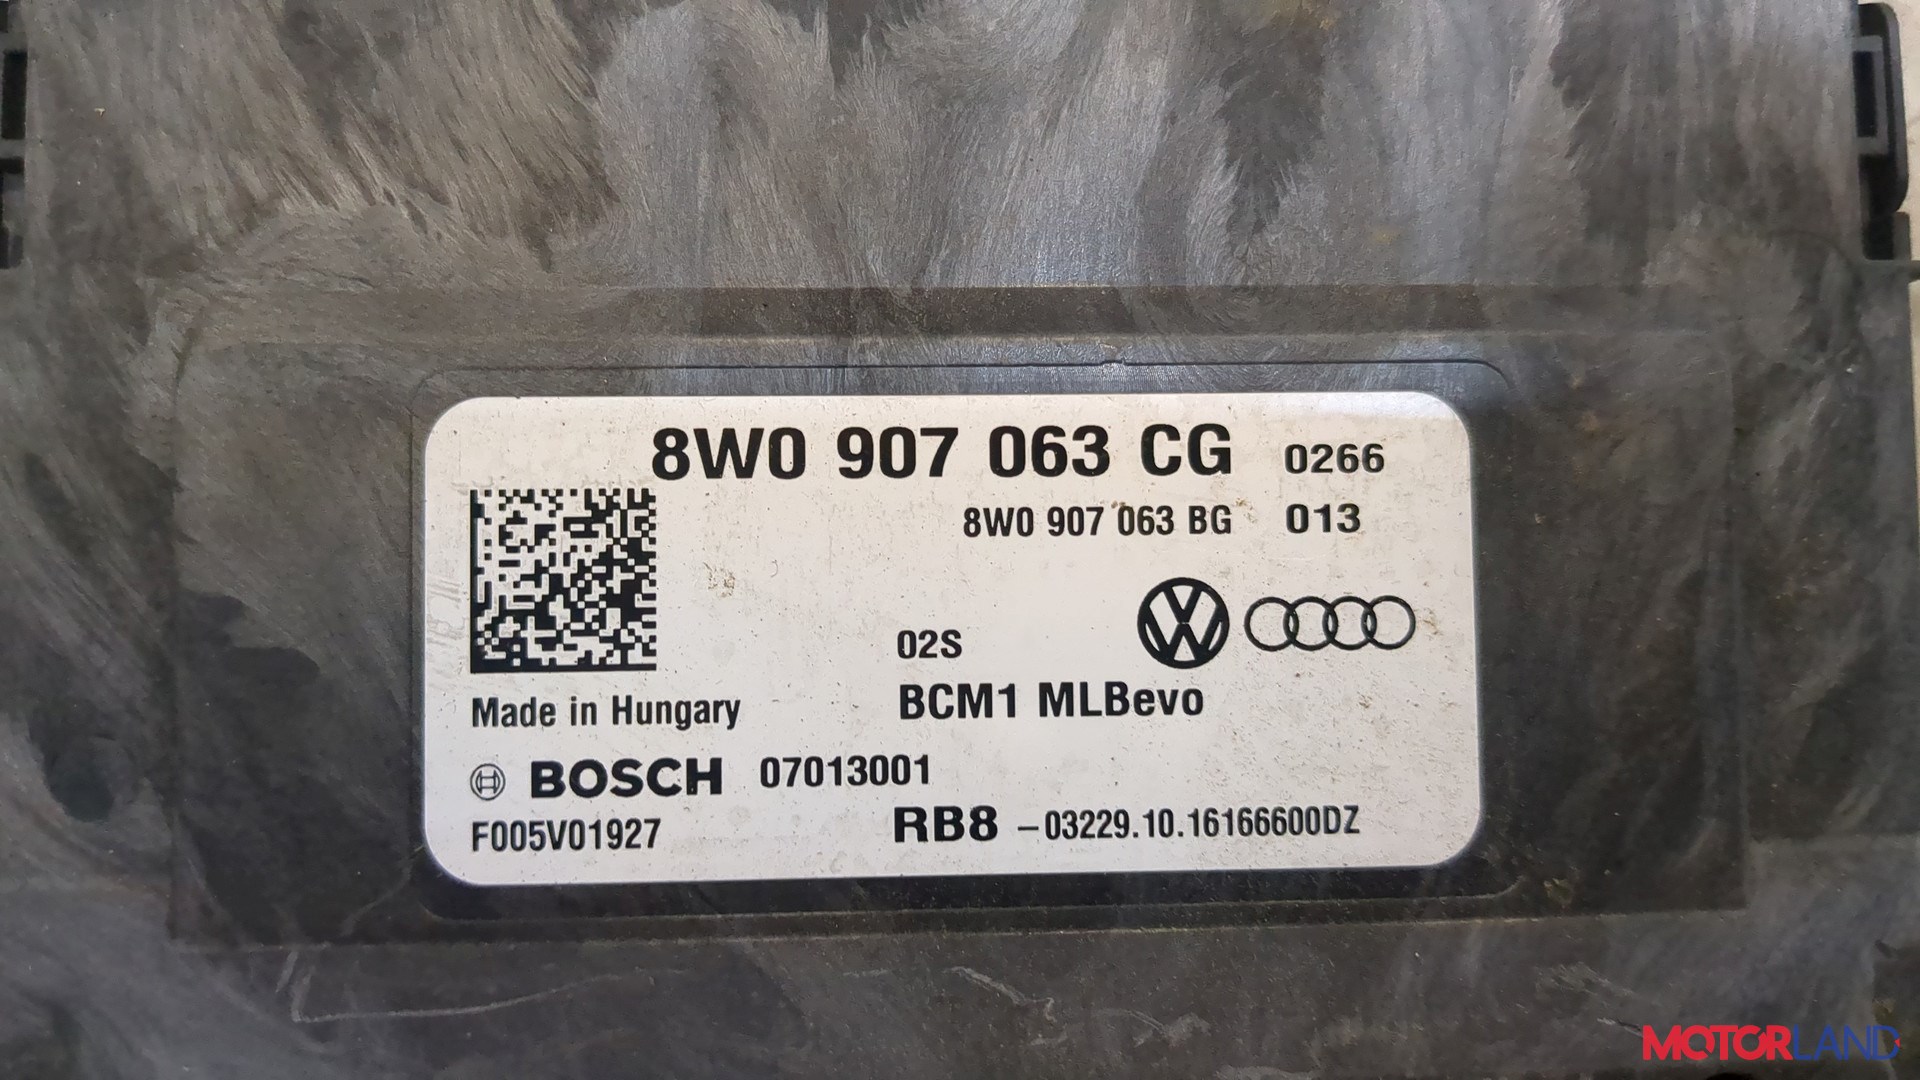 8W0 907 063 CG 0266
8W0 907 063 BG 013
02S
Made in Hungary BCM1 MLBevo
BOSCH 07013001
F005V01927 RB8 –03229.10.16166600DZ
MOTORLAND